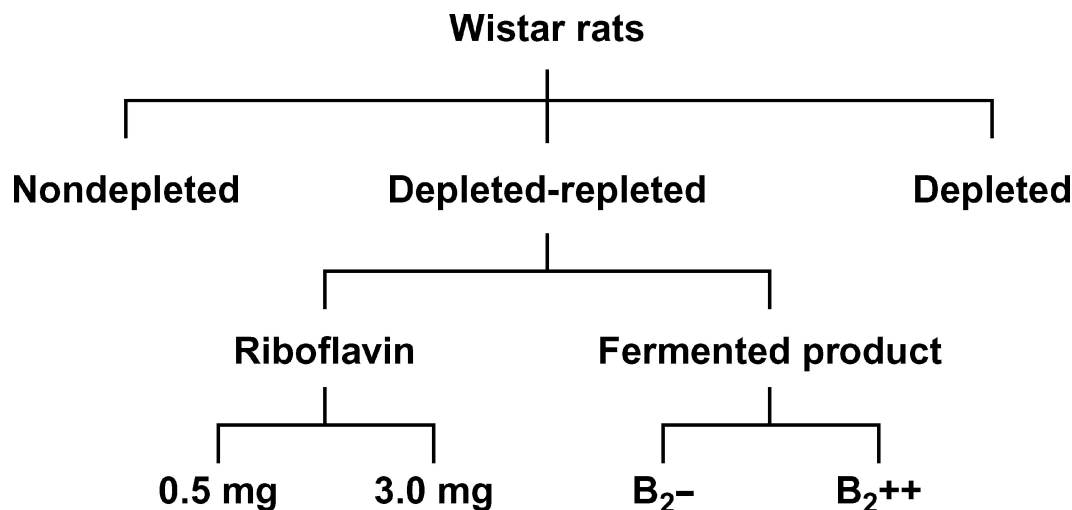 Wistar rats
Nondepleted Depleted-repleted Depleted
Riboflavin Fermented product
0.5 mg 3.0 mg B₂– B₂++